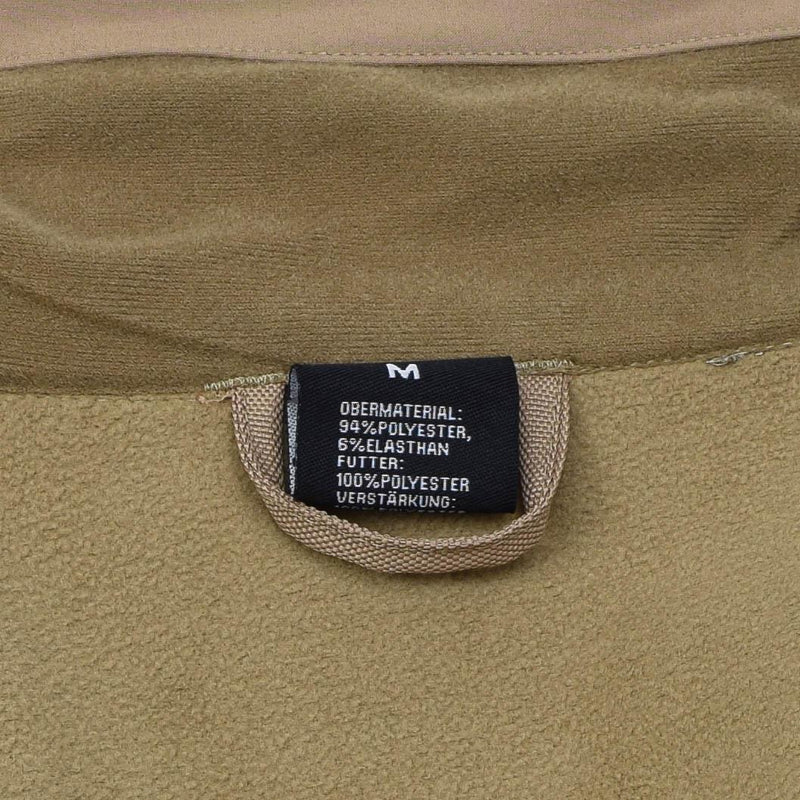 M
OBERMATERIAL:
94%POLYESTER,
6%ELASTHAN
FUTTER:
100%POLYESTER
VERSTÄRKUNG: